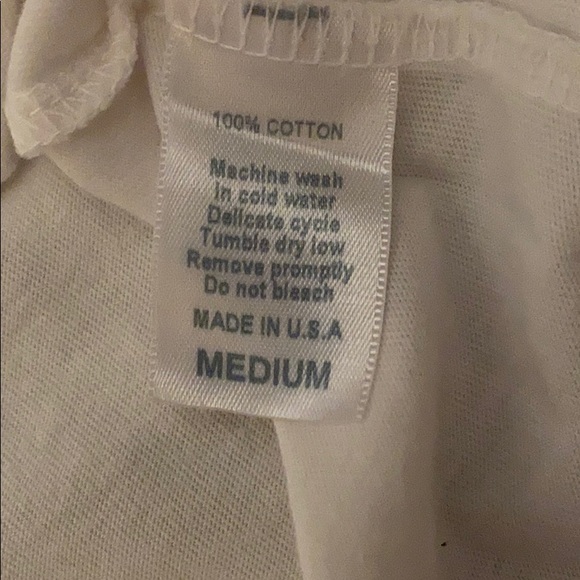 100% COTTON
Machine wash
in cold water
Delicate cycle
Tumble dry low
Remove promptly
Do not bleach
MADE IN U.S.A
MEDIUM